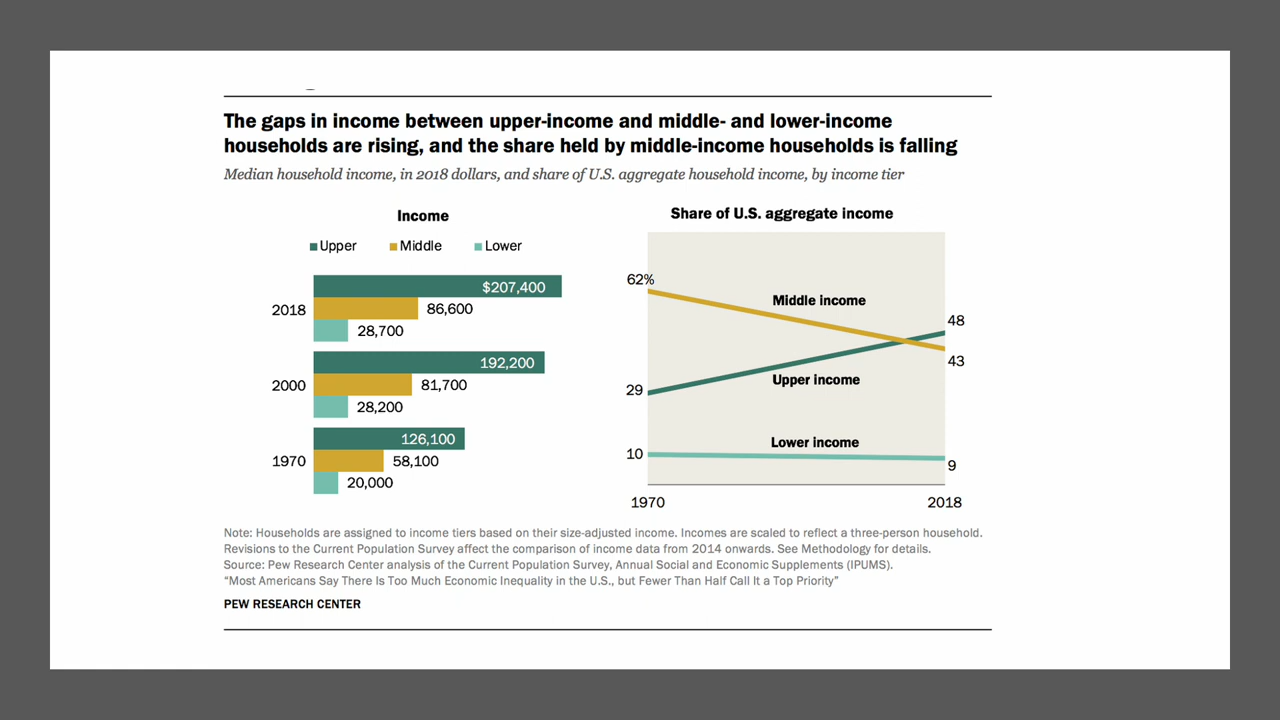 The gaps in income between upper-income and middle- and lower-income
households are rising, and the share held by middle-income households is falling
Median household income, in 2018 dollars, and share of U.S. aggregate household income, by income tier
Income
Upper Middle Lower
2018
$207,400
86,600
28,700
2000
192,200
81,700
28,200
1970
126,100
58,100
20,000
Share of U.S. aggregate income
62%
Middle income
48
43
29
Upper income
Lower income
10
9
1970 2018
Note: Households are assigned to income tiers based on their size-adjusted income. Incomes are scaled to reflect a three-person household.
Revisions to the Current Population Survey affect the comparison of income data from 2014 onwards. See Methodology for details.
Source: Pew Research Center analysis of the Current Population Survey, Annual Social and Economic Supplements (IPUMS).
“Most Americans Say There Is Too Much Economic Inequality in the U.S., but Fewer Than Half Call It a Top Priority”
PEW RESEARCH CENTER